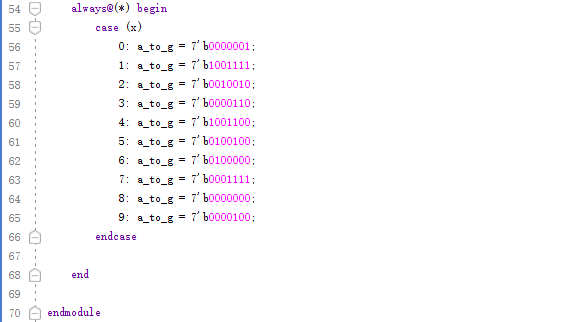 54 always@(*) begin
55 case (x)
56 0: a_to_g = 7'b0000001;
57 1: a_to_g = 7'b1001111;
58 2: a_to_g = 7'b0010010;
59 3: a_to_g = 7'b0000110;
60 4: a_to_g = 7'b1001100;
61 5: a_to_g = 7'b0100100;
62 6: a_to_g = 7'b0100000;
63 7: a_to_g = 7'b0001111;
64 8: a_to_g = 7'b0000000;
65 9: a_to_g = 7'b0000100;
66 endcase
67
68 end
69
70 endmodule